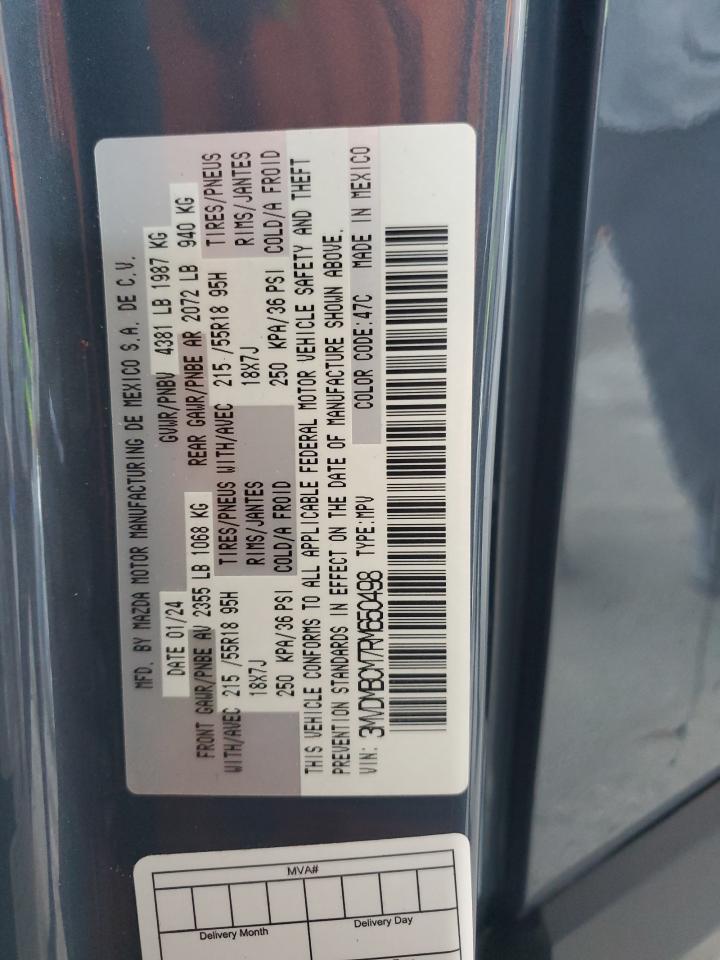 MFD. BY MAZDA MOTOR MANUFACTURING DE MEXICO S.A. DE C.V.
DATE 01/24 GVWR/PNBV 4381 LB 1987 KG
FRONT GAWR/PNBE AV 2355 LB 1068 KG REAR GAWR/PNBE AR 2072 LB 940 KG
WITH/AVEC 215 /55R18 95H TIRES/PNEUS WITH/AVEC 215 /55R18 95H TIRES/PNEUS
18X7J RIMS/JANTES 18X7J RIMS/JANTES
250 KPA/36 PSI COLD/A FROID 250 KPA/36 PSI COLD/A FROID
THIS VEHICLE CONFORMS TO ALL APPLICABLE FEDERAL MOTOR VEHICLE SAFETY AND THEFT
PREVENTION STANDARDS IN EFFECT ON THE DATE OF MANUFACTURE SHOWN ABOVE.
VIN: 3MVDMBCM7RM650498 TYPE:MPV COLOR CODE:47C MADE IN MEXICO
MVA#
Delivery Month Delivery Day